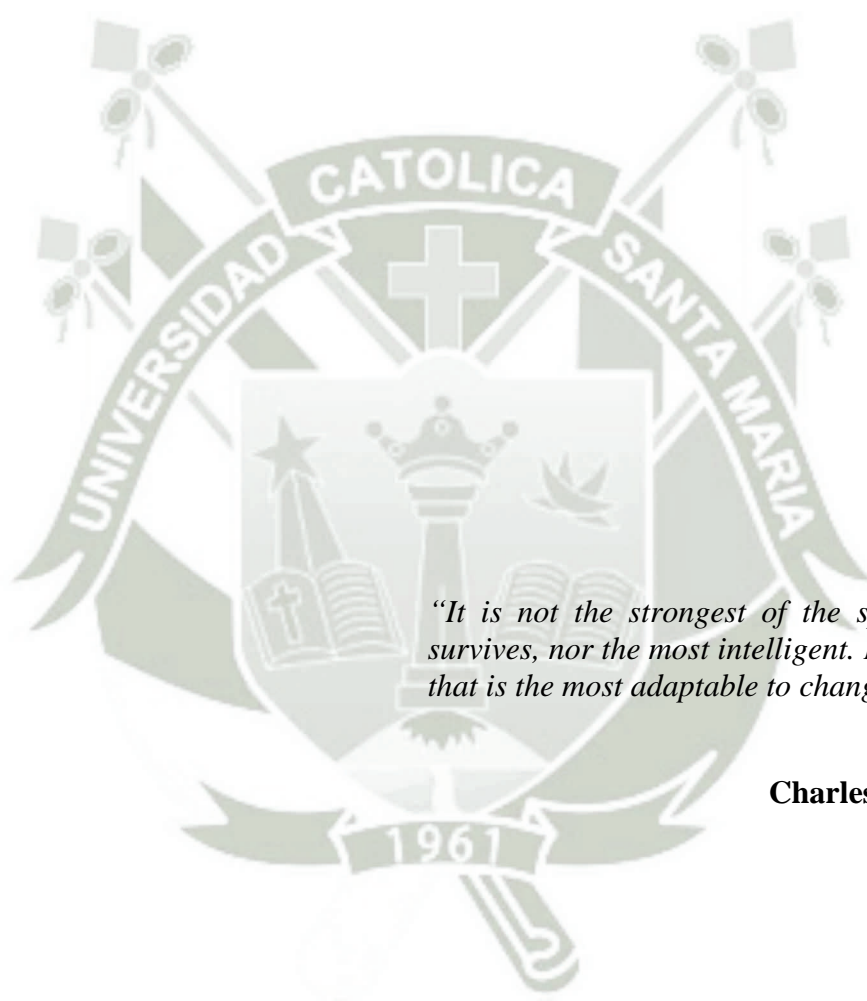 CATOLICA
UNIVERSIDAD
SANTA MARIA
“It is not the strongest of the
survives, nor the most intelligent.
that is the most adaptable to
Charles
1961